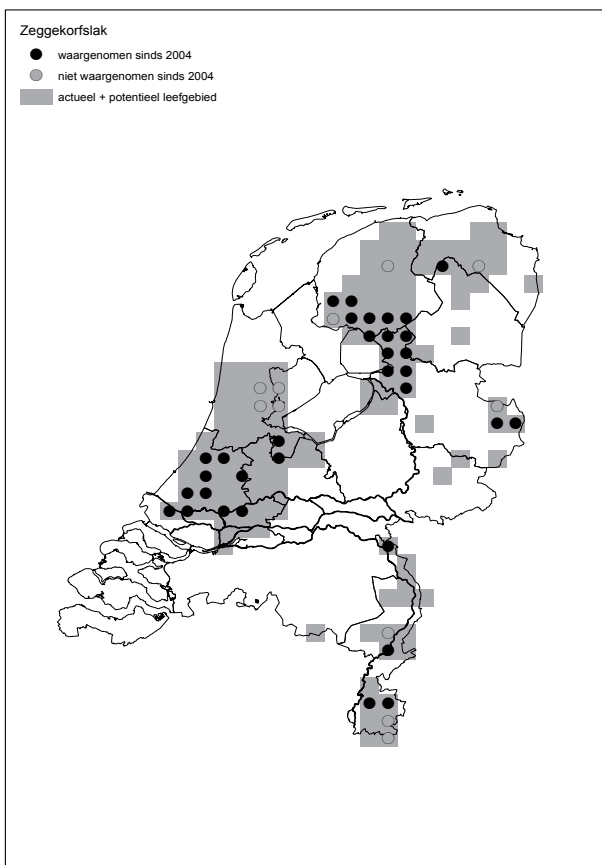 Zeggekorfslak
waargenomen sinds 2004
niet waargenomen sinds 2004
actueel + potentieel leefgebied